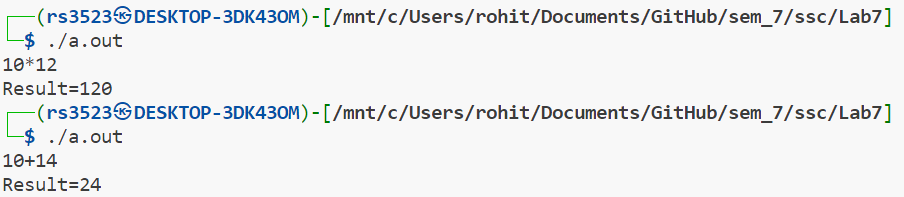 ┌──(rs3523㉿DESKTOP-3DK43OM)-[/mnt/c/Users/rohit/Documents/GitHub/sem_7/ssc/Lab7]
└─$ ./a.out
10*12
Result=120
┌──(rs3523㉿DESKTOP-3DK43OM)-[/mnt/c/Users/rohit/Documents/GitHub/sem_7/ssc/Lab7]
└─$ ./a.out
10+14
Result=24